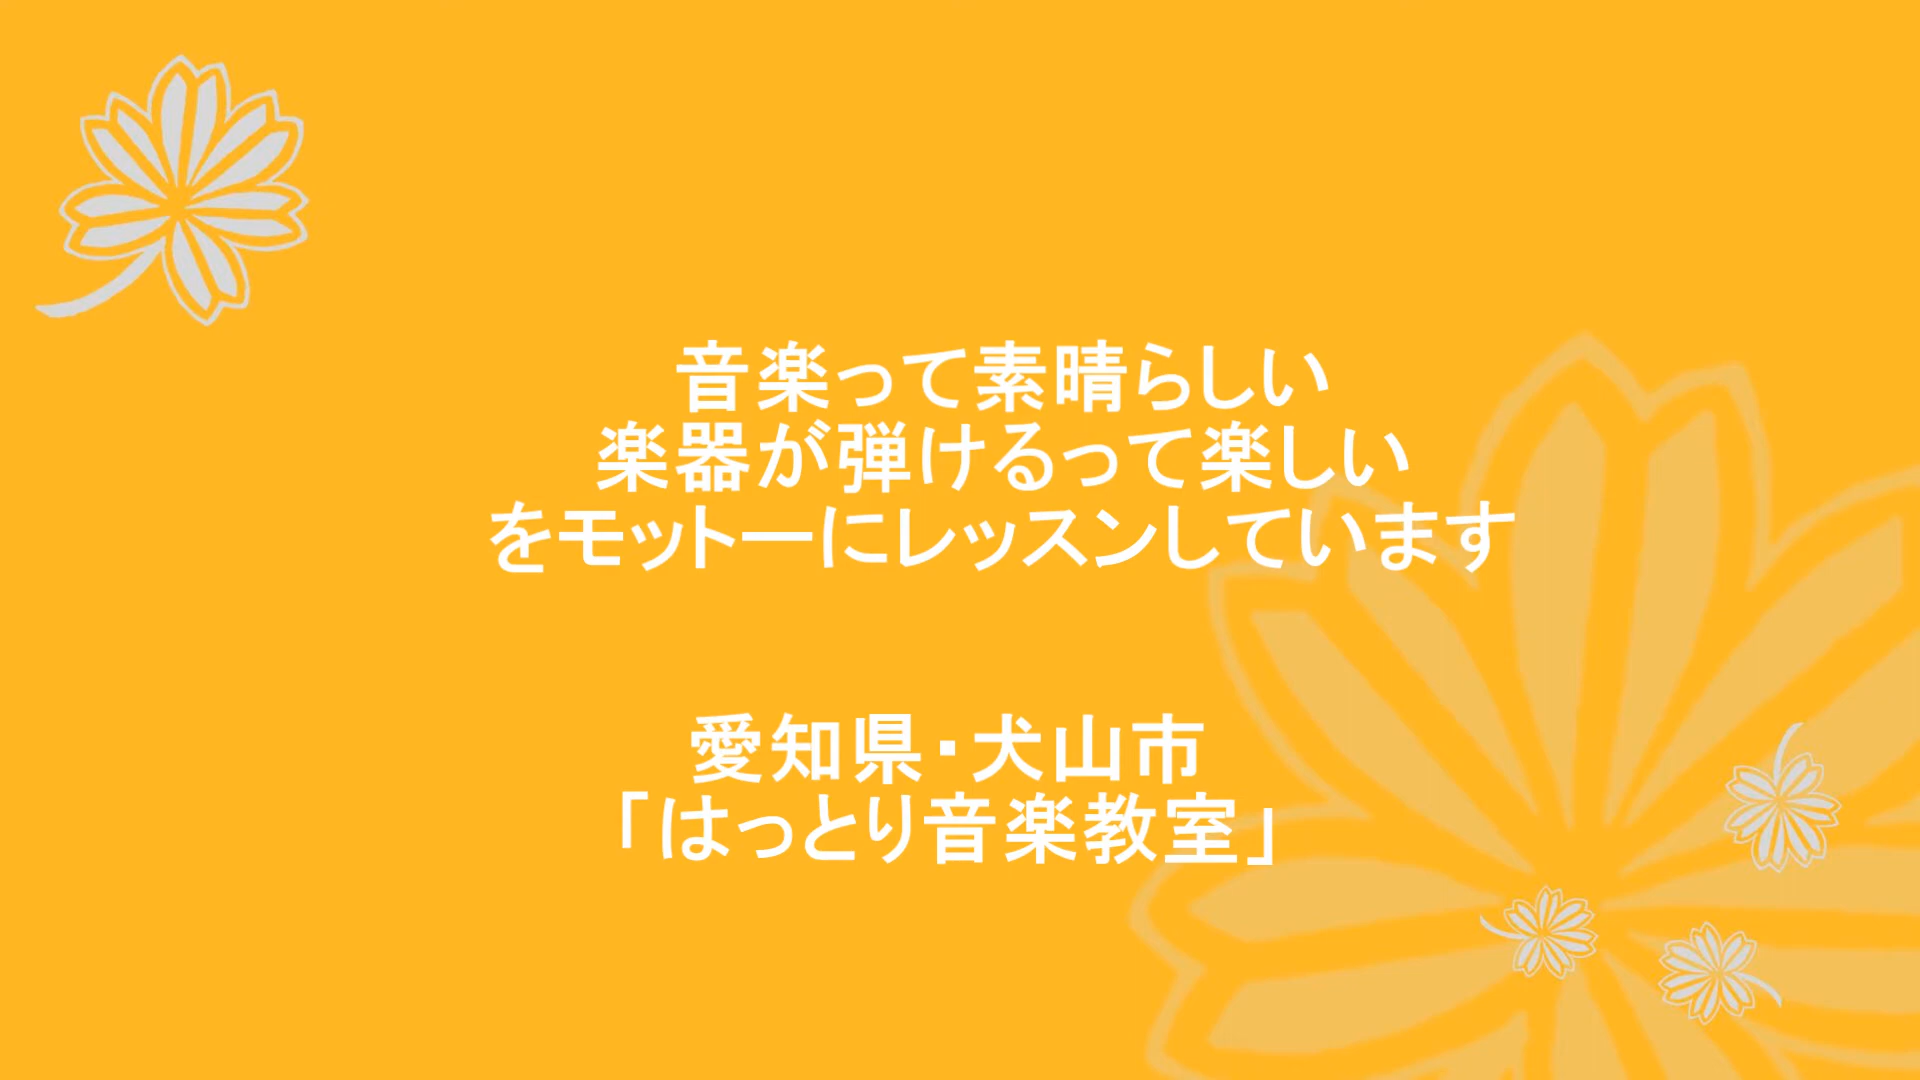 音楽って素晴らしい
楽器が弾けるって楽しい
をモットーにレッスンしています
愛知県・犬山市
「はっとり音楽教室」